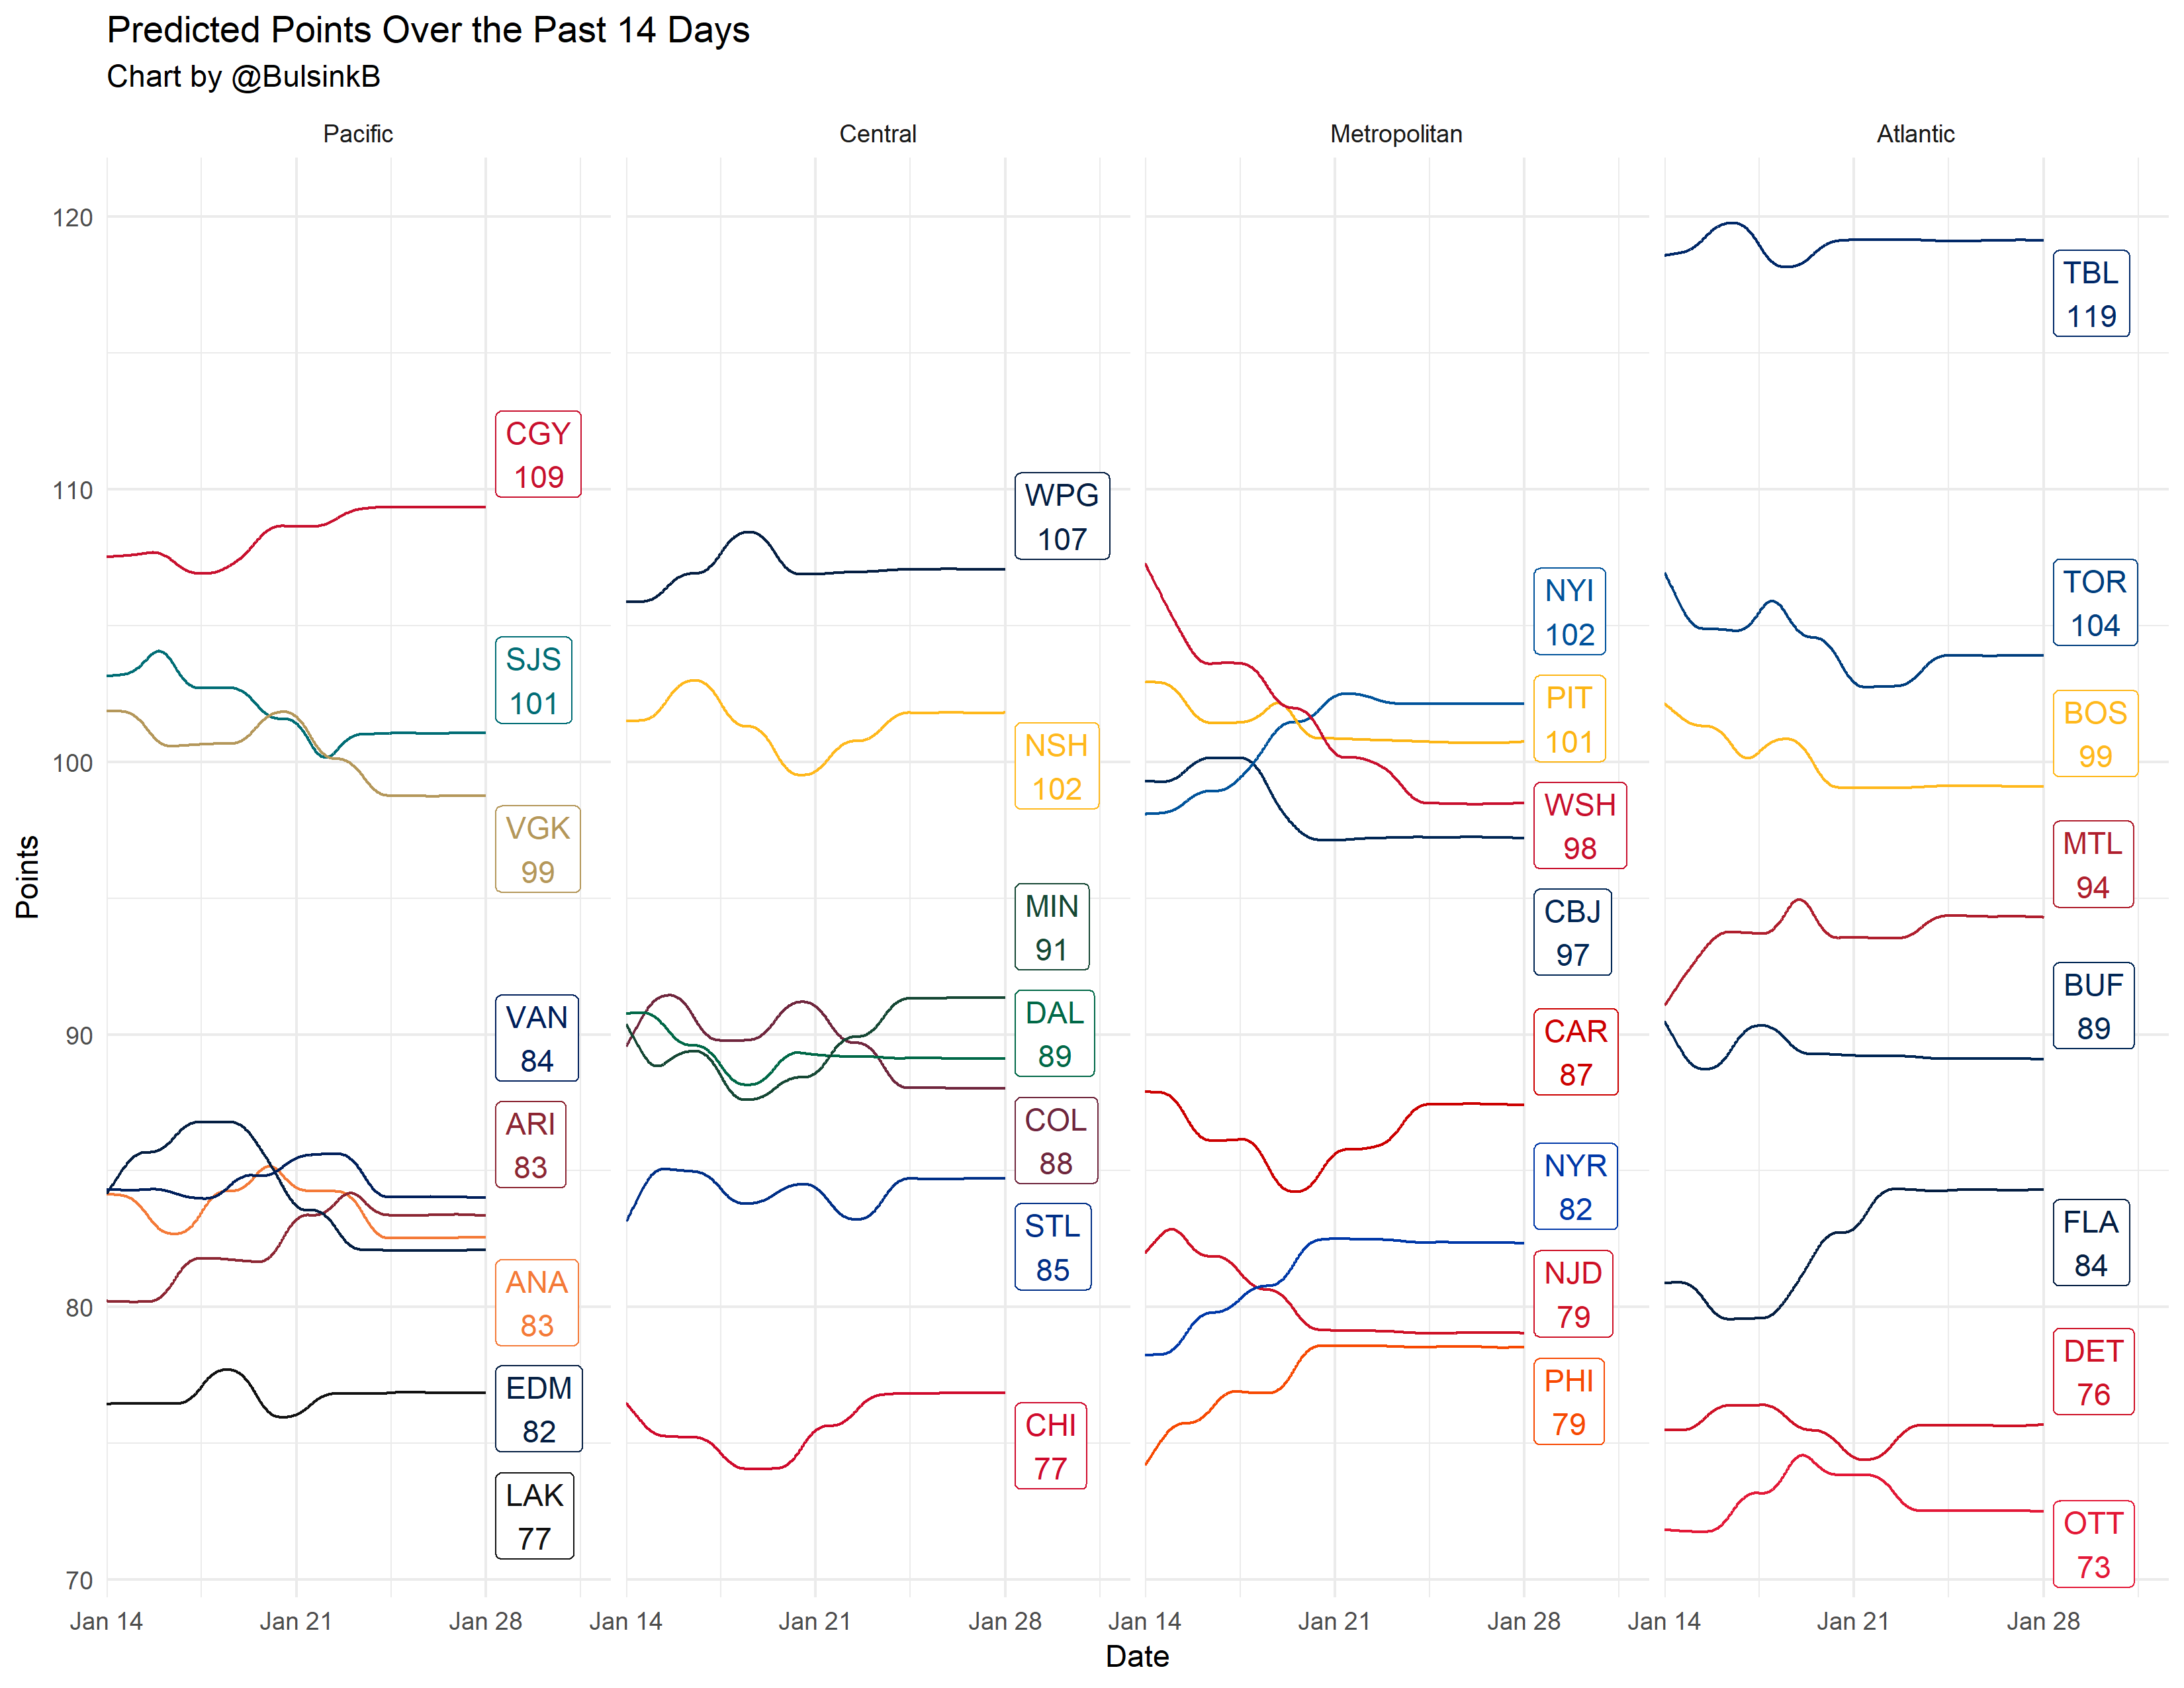 Predicted Points Over the Past 14 Days
Chart by @BulsinkB
Pacific
Central
Metropolitan
Atlantic
Points
120
110
100
90
80
70
CGY
109
SJS
101
VGK
99
VAN
84
ARI
83
ANA
83
EDM
82
LAK
77
WPG
107
NSH
102
MIN
91
DAL
89
COL
88
STL
85
CHI
77
NYI
102
PIT
101
WSH
98
CBJ
97
CAR
87
NYR
82
NJD
79
PHI
79
TBL
119
TOR
104
BOS
99
MTL
94
BUF
89
FLA
84
DET
76
OTT
73
Jan 14 Jan 21 Jan 28 Jan 14 Jan 21 Jan 28 Jan 14 Jan 21 Jan 28 Jan 14 Jan 21 Jan 28
Date